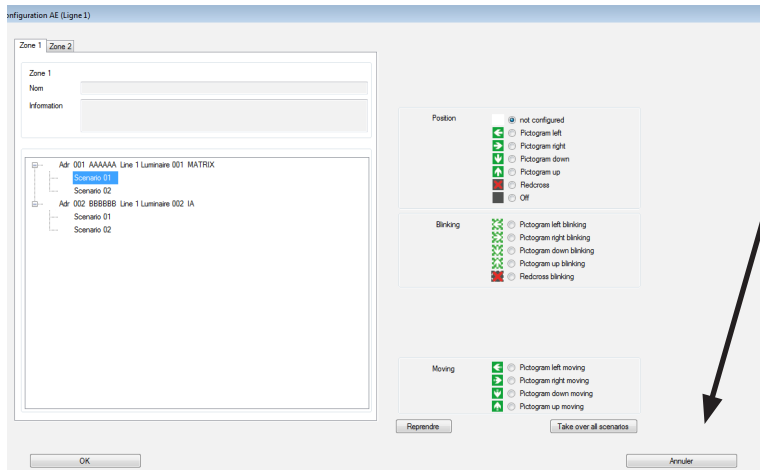 onfiguration AE (Ligne 1)
Zone 1 Zone 2
Zone 1
Nom
Information
Adr 001 AAAAAA Line 1 Luminaire 001 MATRIX
Scenario 01
Scenario 02
Adr 002 BBBBBB Line 1 Luminaire 002 IA
Scenario 01
Scenario 02
Position
not configured
Pictogram left
Pictogram right
Pictogram down
Pictogram up
Redcross
Off
Blinking
Pictogram left blinking
Pictogram right blinking
Pictogram down blinking
Pictogram up blinking
Redcross blinking
Moving
Pictogram left moving
Pictogram right moving
Pictogram down moving
Pictogram up moving
Reprendre
Take over all scenarios
OK
Annuler